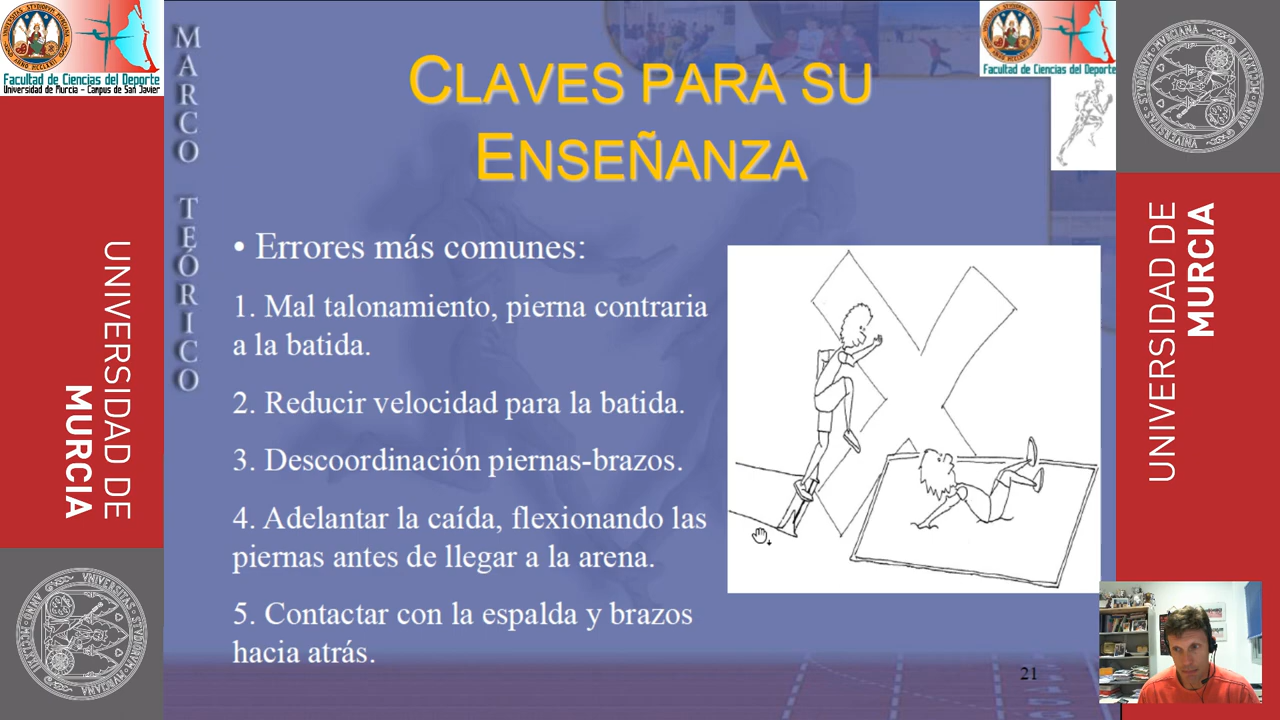 Facultad de Ciencias del Deporte
Universidad de Murcia - Campus de San Javier
MARCO TEÓRICO
CLAVES PARA SU
ENSEÑANZA
• Errores más comunes:
1. Mal talonamiento, pierna contraria
a la batida.
2. Reducir velocidad para la batida.
3. Descoordinación piernas-brazos.
4. Adelantar la caída, flexionando las
piernas antes de llegar a la arena.
5. Contactar con la espalda y brazos
hacia atrás.
21
Facultad de Ciencias del Deporte
UNIVERSIDAD DE
MURCIA
UNIVERSIDAD DE
MURCIA